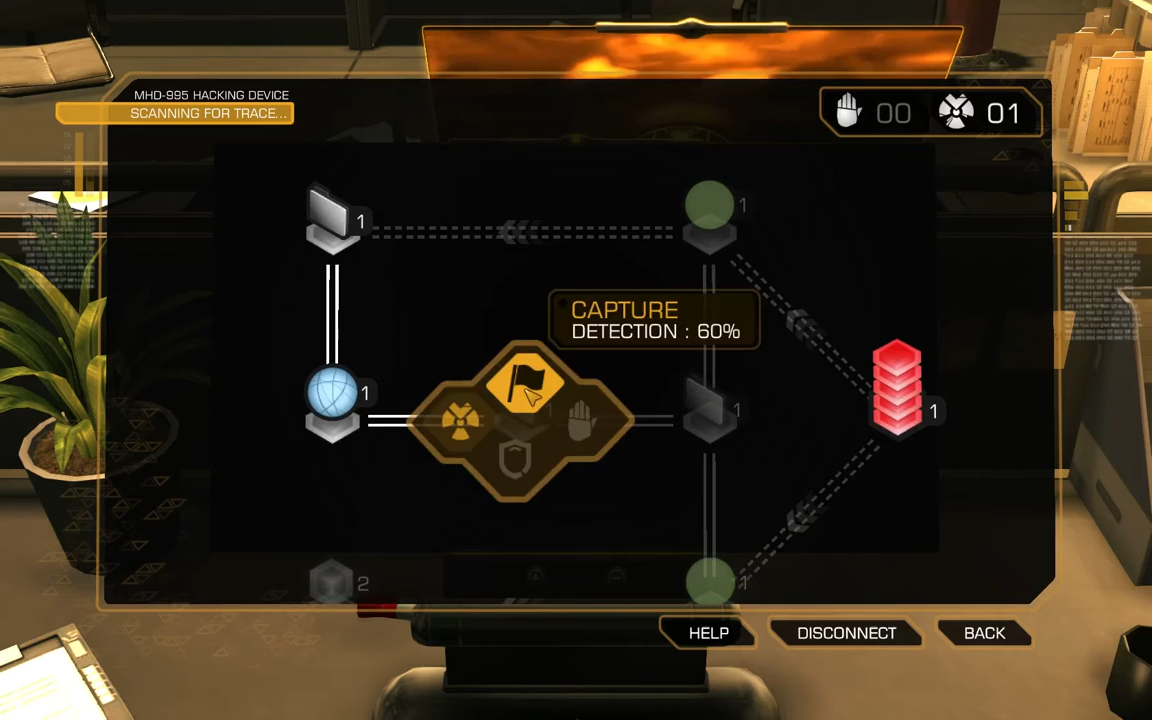 MHD-995 HACKING DEVICE
SCANNING FOR TRACE...
00
01
1
1
CAPTURE
DETECTION : 60%
1
1
1
1
2
1
HELP
DISCONNECT
BACK